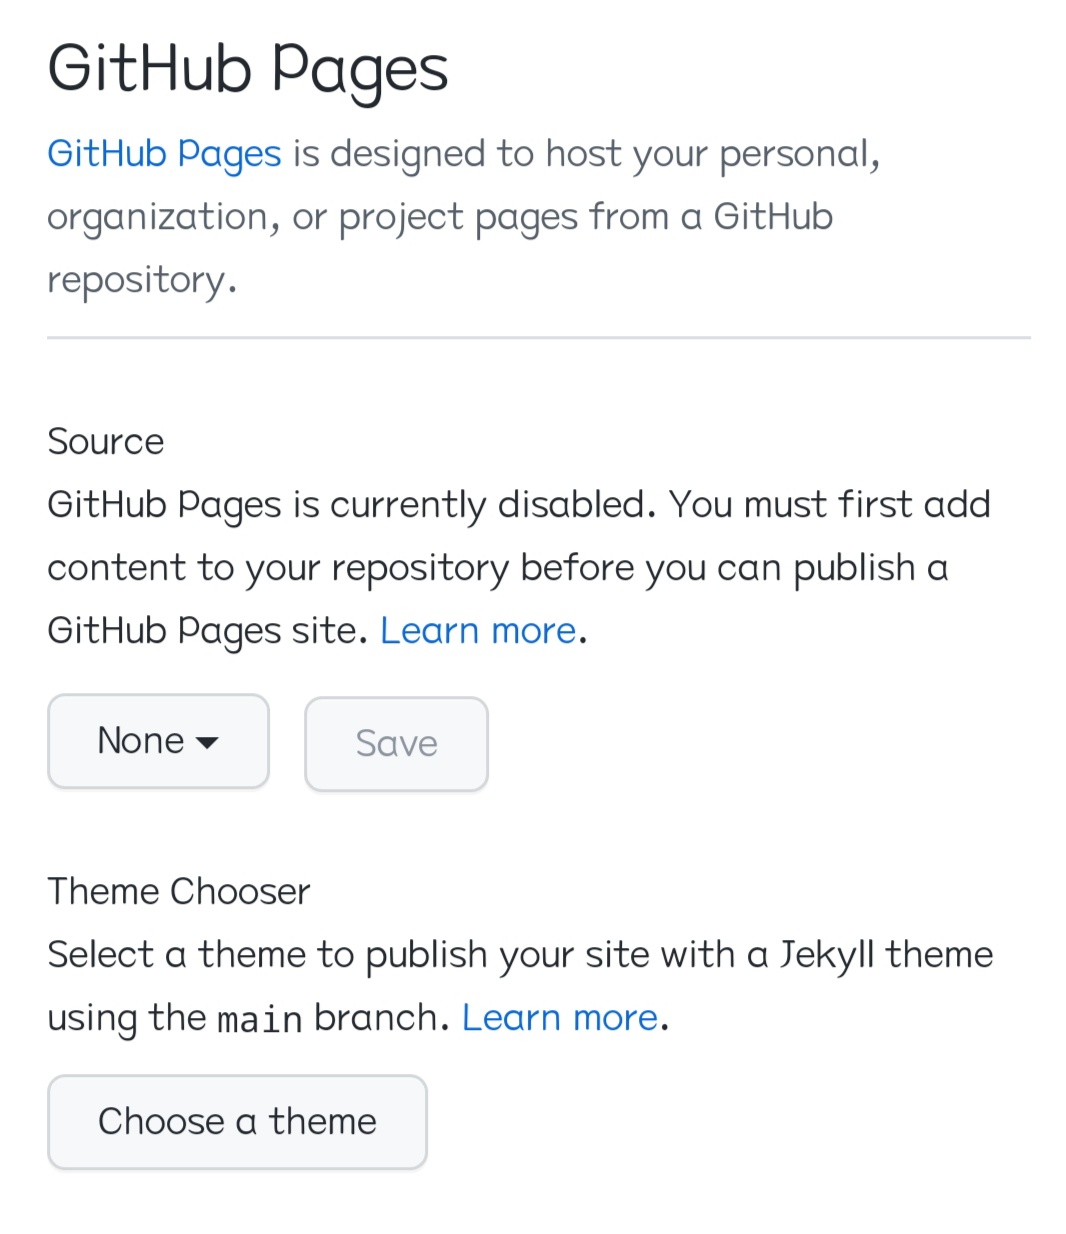 GitHub Pages
GitHub Pages is designed to host your personal,
organization, or project pages from a GitHub
repository.
Source
GitHub Pages is currently disabled. You must first add
content to your repository before you can publish a
GitHub Pages site. Learn more.
None
Save
Theme Chooser
Select a theme to publish your site with a Jekyll theme
using the main branch. Learn more.
Choose a theme